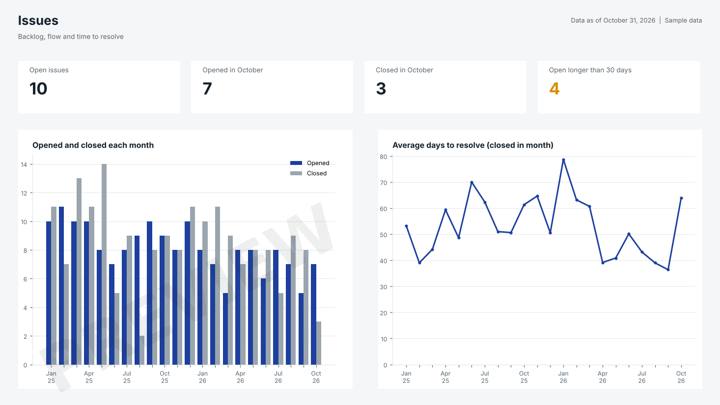 Issues
Data as of October 31, 2026 | Sample data
Backlog, flow and time to resolve
Open issues
10
Opened in October
7
Closed in October
3
Open longer than 30 days
4
Opened and closed each month
Opened
Closed
14
12
10
8
6
4
2
0
Jan 25
Apr 25
Jul 25
Oct 25
Jan 26
Apr 26
Jul 26
Oct 26
PREVIEW
Average days to resolve (closed in month)
80
70
60
50
40
30
20
10
0
Jan 25
Apr 25
Jul 25
Oct 25
Jan 26
Apr 26
Jul 26
Oct 26